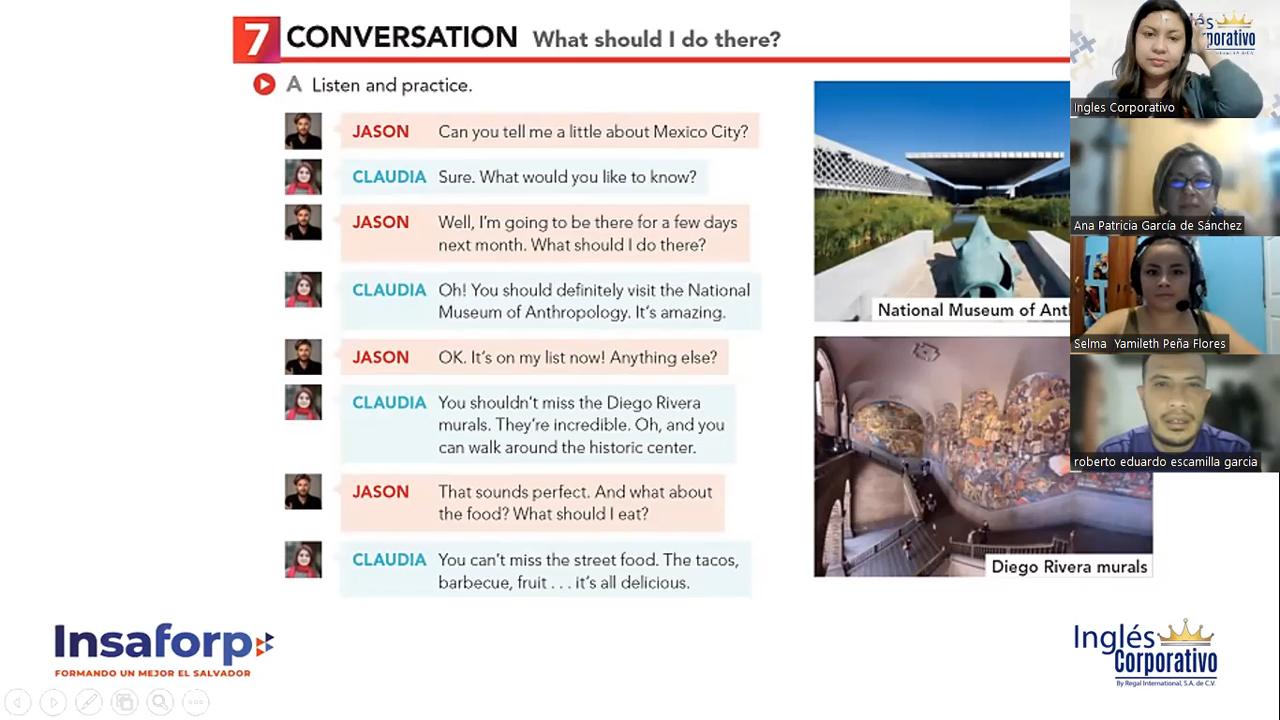 7 CONVERSATION What should I do there?
A Listen and practice.
JASON Can you tell me a little about Mexico City?
CLAUDIA Sure. What would you like to know?
JASON Well, I'm going to be there for a few days
next month. What should I do there?
CLAUDIA Oh! You should definitely visit the National
Museum of Anthropology. It's amazing.
JASON OK. It's on my list now! Anything else?
CLAUDIA You shouldn't miss the Diego Rivera
murals. They're incredible. Oh, and you
can walk around the historic center.
JASON That sounds perfect. And what about
the food? What should I eat?
CLAUDIA You can't miss the street food. The tacos,
barbecue, fruit . . . it's all delicious.
National Museum of Ant
Diego Rivera murals
Ingles Corporativo
Ana Patricia García de Sánchez
Selma Yamileth Peña Flores
roberto eduardo escamilla garcia
Insaforp
FORMANDO UN MEJOR EL SALVADOR
Inglés
Corporativo
By Regal International, S.A. de C.V.